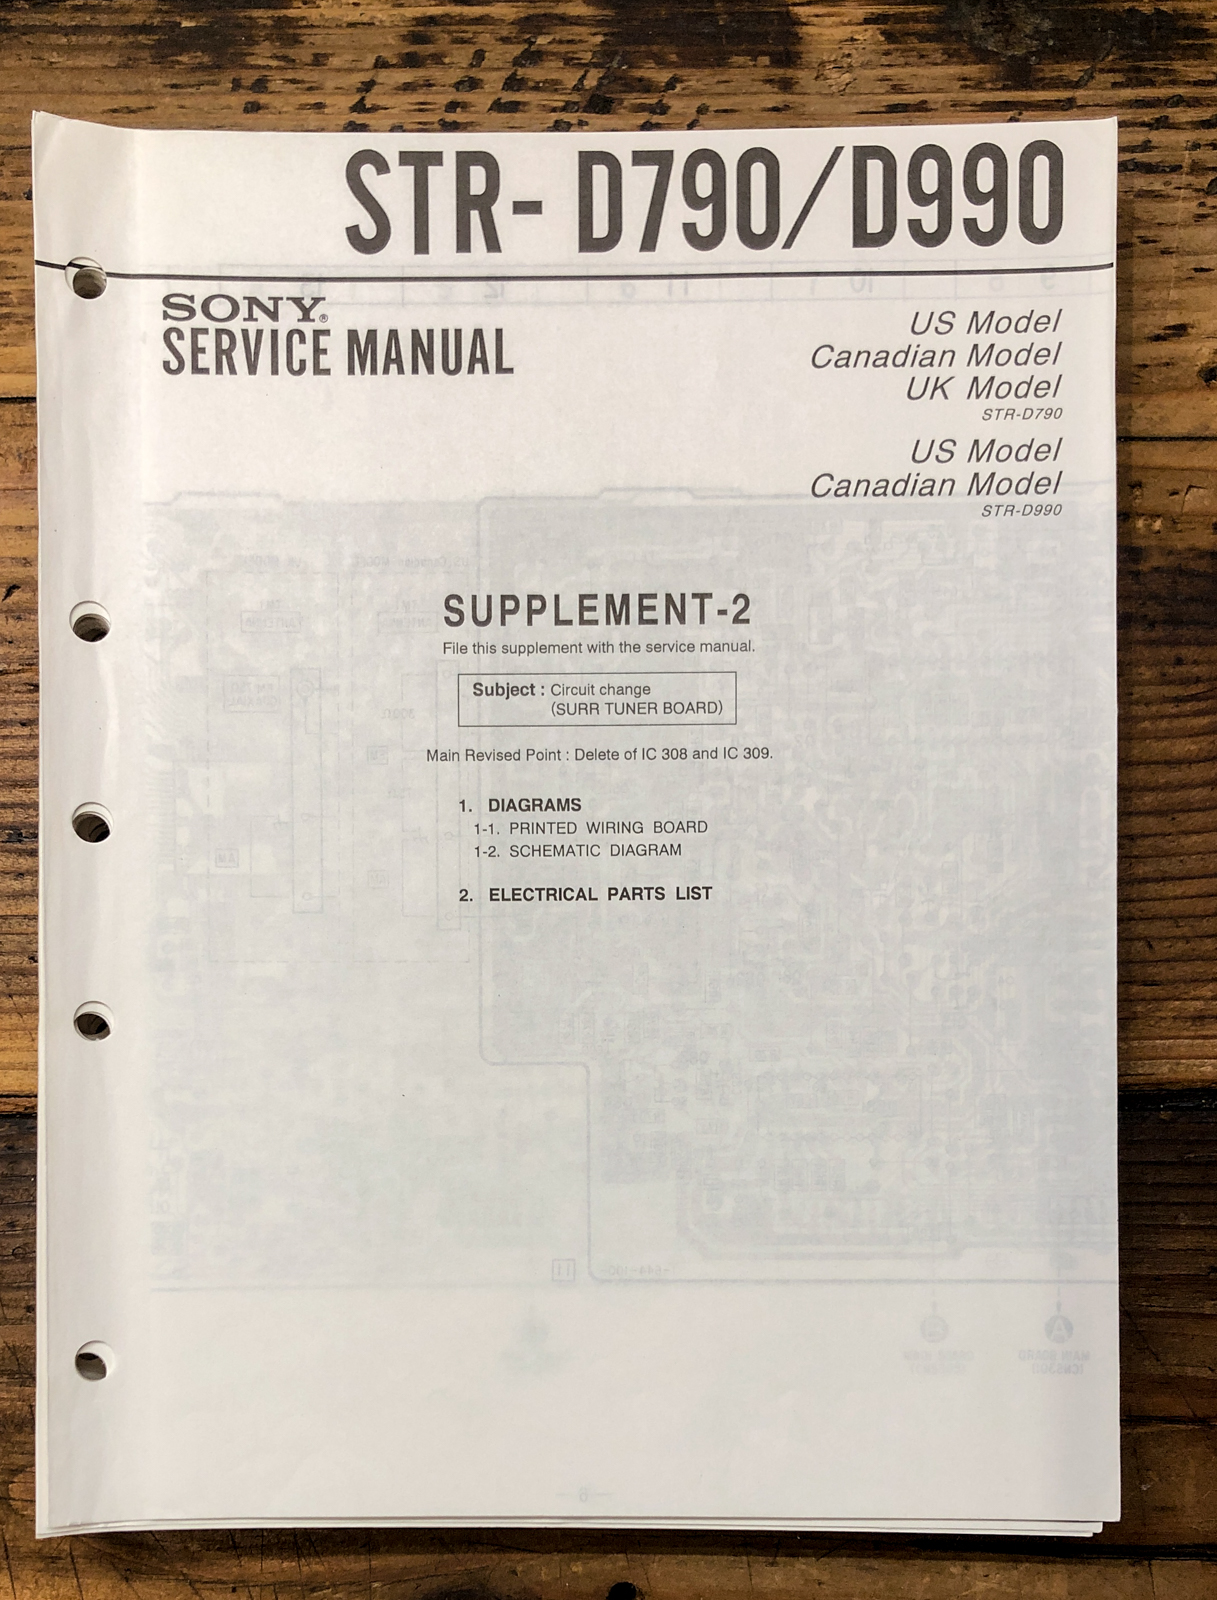 STR- D790/D990
SONY®
SERVICE MANUAL
US Model
Canadian Model
UK Model
STR-D790
US Model
Canadian Model
STR-D990
SUPPLEMENT-2
File this supplement with the service manual.
Subject : Circuit change
(SURR TUNER BOARD)
Main Revised Point : Delete of IC 308 and IC 309.
1. DIAGRAMS
1-1. PRINTED WIRING BOARD
1-2. SCHEMATIC DIAGRAM
2. ELECTRICAL PARTS LIST